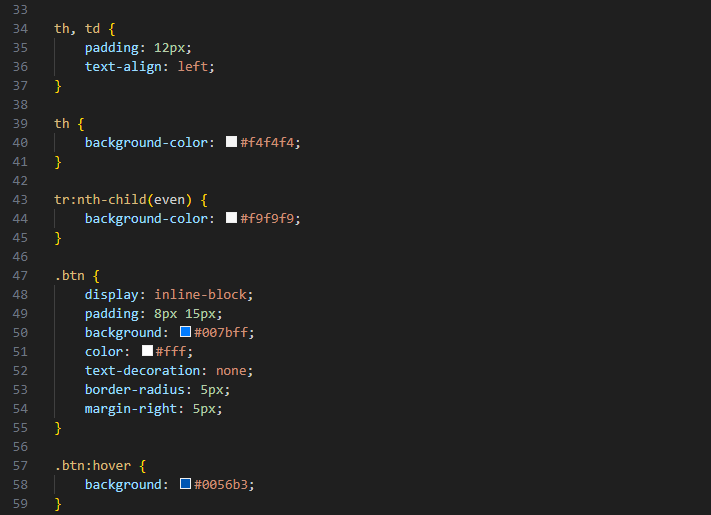 33
34 th, td {
35     padding: 12px;
36     text-align: left;
37 }
38
39 th {
40     background-color: #f4f4f4;
41 }
42
43 tr:nth-child(even) {
44     background-color: #f9f9f9;
45 }
46
47 .btn {
48     display: inline-block;
49     padding: 8px 15px;
50     background: #007bff;
51     color: #fff;
52     text-decoration: none;
53     border-radius: 5px;
54     margin-right: 5px;
55 }
56
57 .btn:hover {
58     background: #0056b3;
59 }